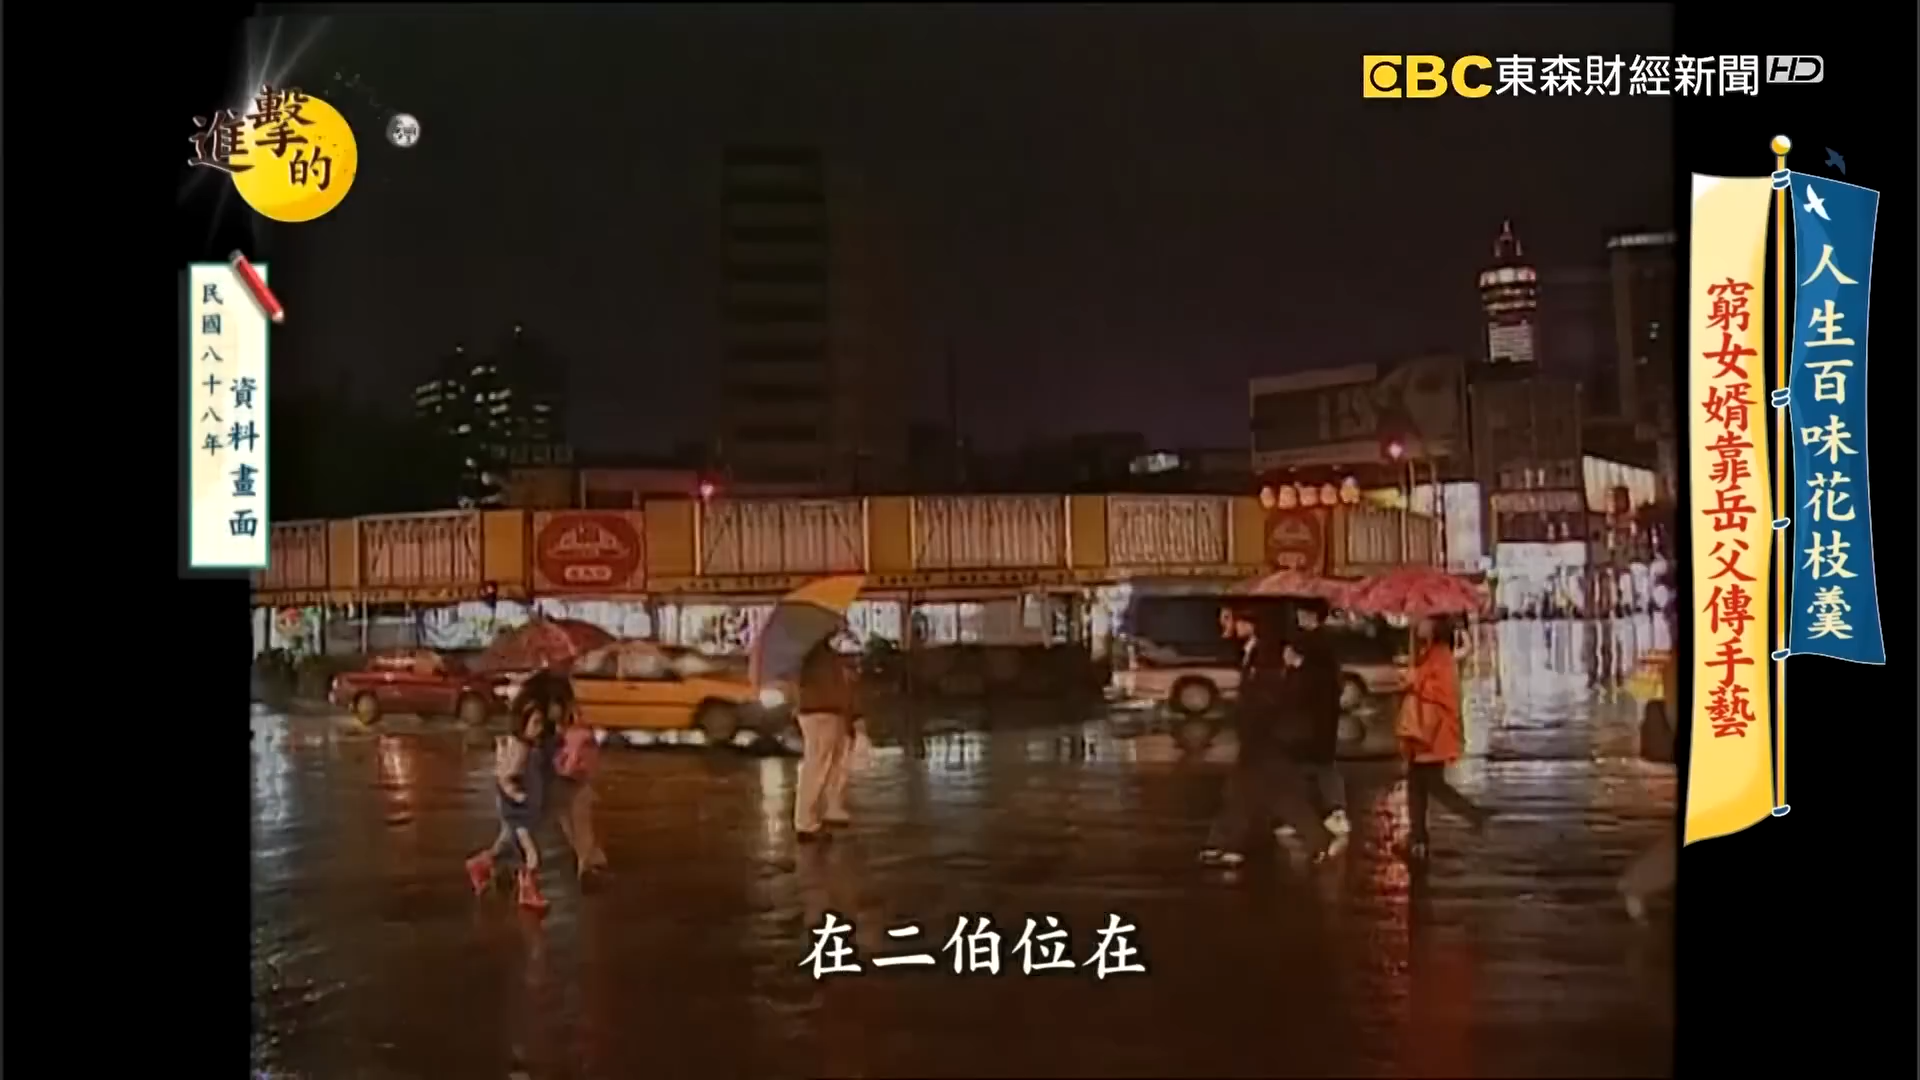 EBC東森財經新聞HD
進擊的
民國八十八年
資料畫面
人生百味花枝羹
窮女婿靠岳父傳手藝
在二伯位在